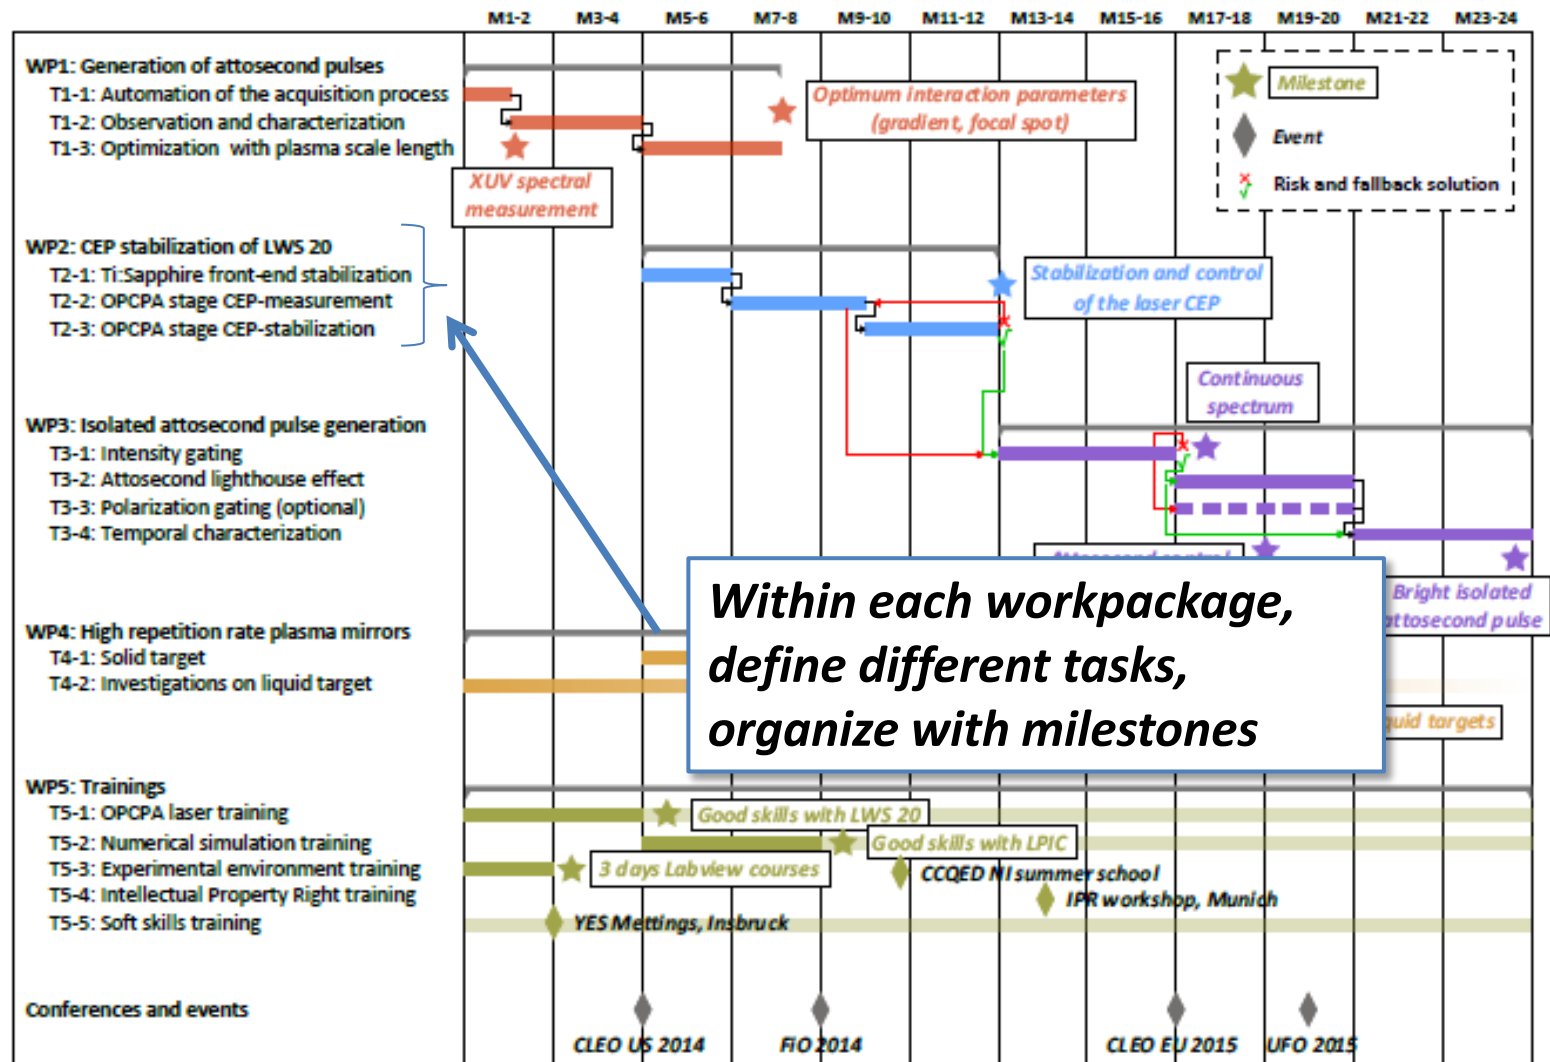 M1-2 M3-4 M5-6 M7-8 M9-10 M11-12 M13-14 M15-16 M17-18 M19-20 M21-22 M23-24
WP1: Generation of attosecond pulses
T1-1: Automation of the acquisition process
T1-2: Observation and characterization
T1-3: Optimization with plasma scale length
Optimum interaction parameters
(gradient, focal spot)
XUV spectral
measurement
Milestone
Event
Risk and fallback solution
WP2: CEP stabilization of LWS 20
T2-1: Ti:Sapphire front-end stabilization
T2-2: OPCPA stage CEP-measurement
T2-3: OPCPA stage CEP-stabilization
Stabilization and control
of the laser CEP
Continuous
spectrum
WP3: Isolated attosecond pulse generation
T3-1: Intensity gating
T3-2: Attosecond lighthouse effect
T3-3: Polarization gating (optional)
T3-4: Temporal characterization
Bright isolated
attosecond pulse
Within each workpackage,
define different tasks,
organize with milestones
WP4: High repetition rate plasma mirrors
T4-1: Solid target
T4-2: Investigations on liquid target
targets
WP5: Trainings
T5-1: OPCPA laser training
Good skills with LWS 20
T5-2: Numerical simulation training
Good skills with LPIC
T5-3: Experimental environment training
3 days Labview courses
CCQED NI summer school
T5-4: Intellectual Property Right training
IPR workshop, Munich
T5-5: Soft skills training
YES Mettings, Insbruck
Conferences and events
CLEO US 2014
FiO 2014
CLEO EU 2015
UFO 2015